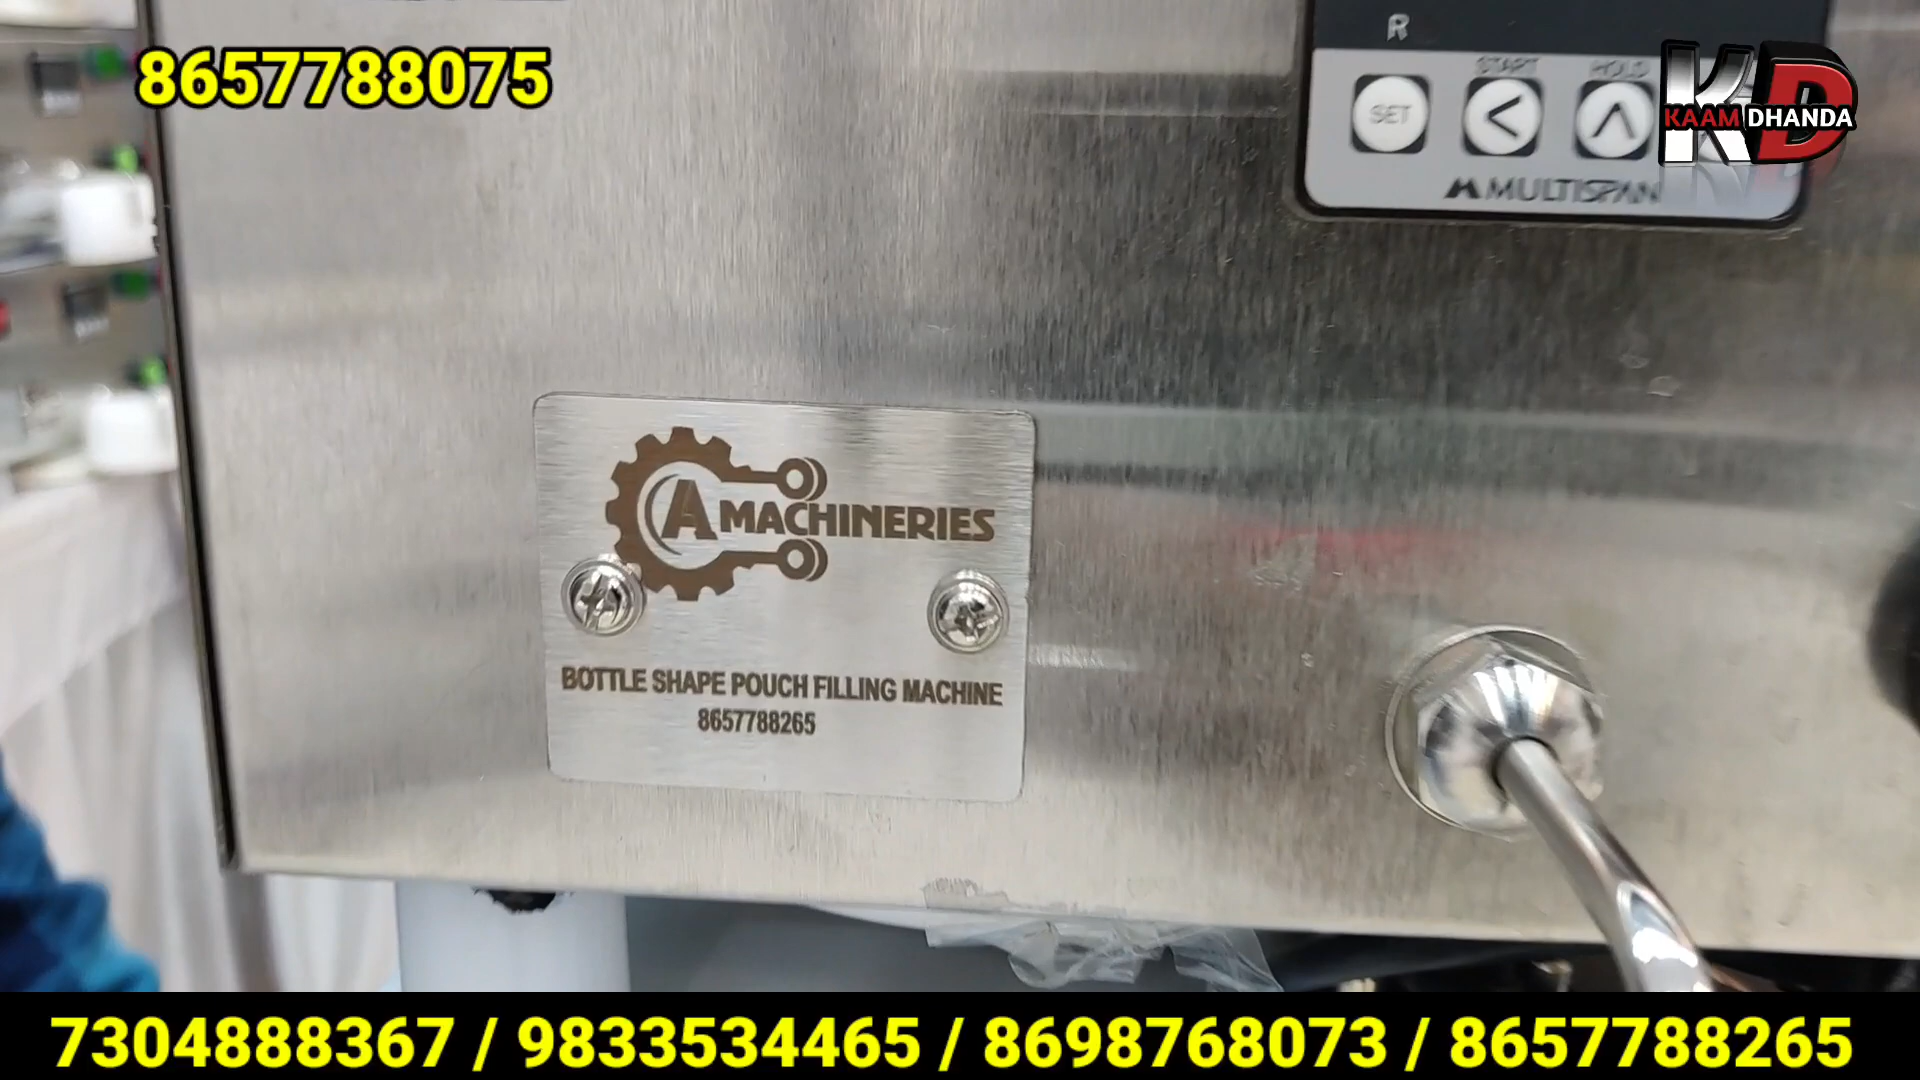 8657788075
R
START HOLD
SET
KAAM DHANDA
MULTISPAN
A MACHINERIES
BOTTLE SHAPE POUCH FILLING MACHINE
8657788265
7304888367 / 9833534465 / 8698768073 / 8657788265